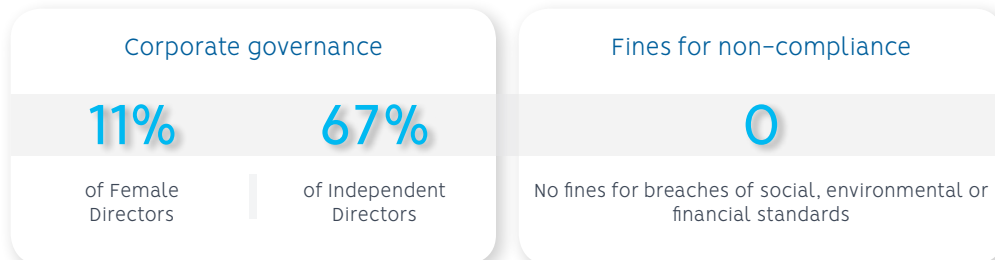 Corporate governance
11%
of Female
Directors
67%
of Independent
Directors
Fines for non-compliance
0
No fines for breaches of social, environmental or
financial standards